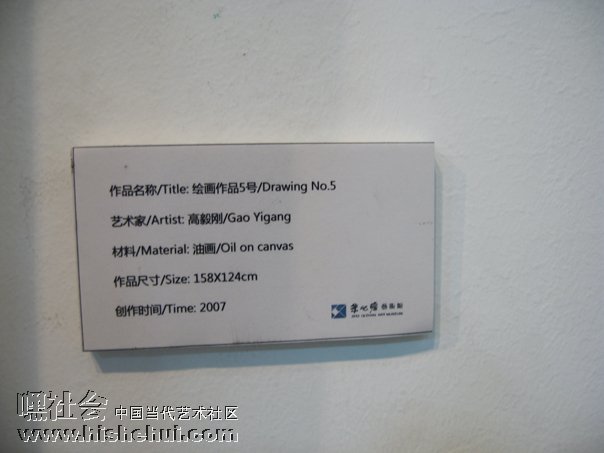 作品名称/Title: 绘画作品5号/Drawing No.5
艺术家/Artist: 高毅刚/Gao Yigang
材料/Material: 油画/Oil on canvas
作品尺寸/Size: 158X124cm
创作时间/Time: 2007
ART MUSEUM
嘿社会 中国当代艺术社区
www.hishehui.com